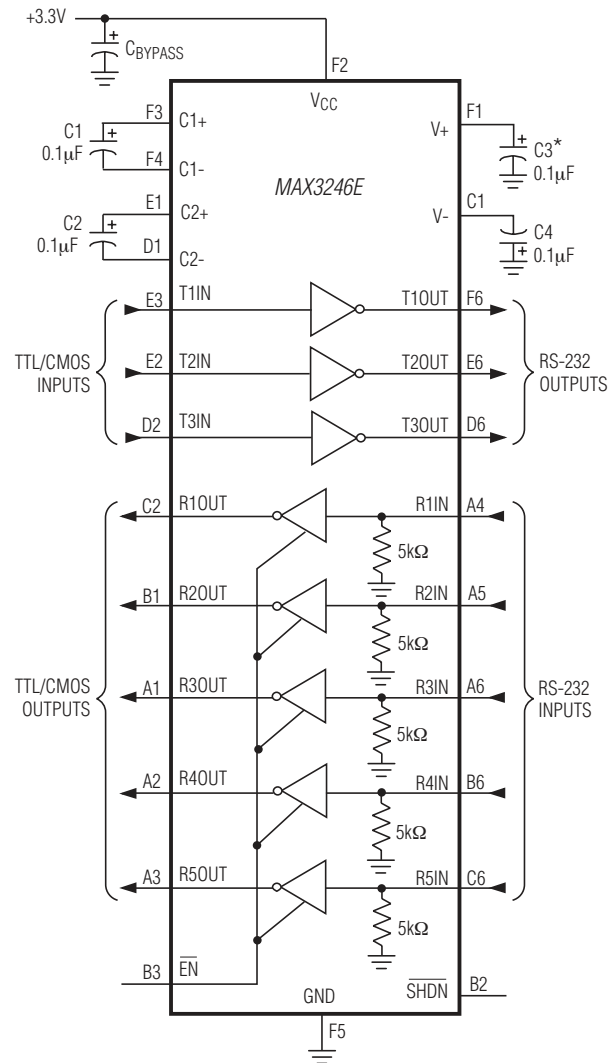 +3.3V
CBYPASS
F2
VCC
F3
C1+
C1
0.1µF
F4
C1-
E1
C2+
C2
0.1µF
D1
C2-
MAX3246E
F1
V+
C3*
0.1µF
C1
V-
C4
0.1µF
TTL/CMOS
INPUTS
E3 T1IN T1OUT F6
E2 T2IN T2OUT E6
D2 T3IN T3OUT D6
RS-232
OUTPUTS
TTL/CMOS
OUTPUTS
C2 R1OUT R1IN A4
5kΩ
B1 R2OUT R2IN A5
5kΩ
A1 R3OUT R3IN A6
5kΩ
A2 R4OUT R4IN B6
5kΩ
A3 R5OUT R5IN C6
5kΩ
RS-232
INPUTS
B3 E̅N̅
GND
S̅H̅D̅N̅ B2
F5